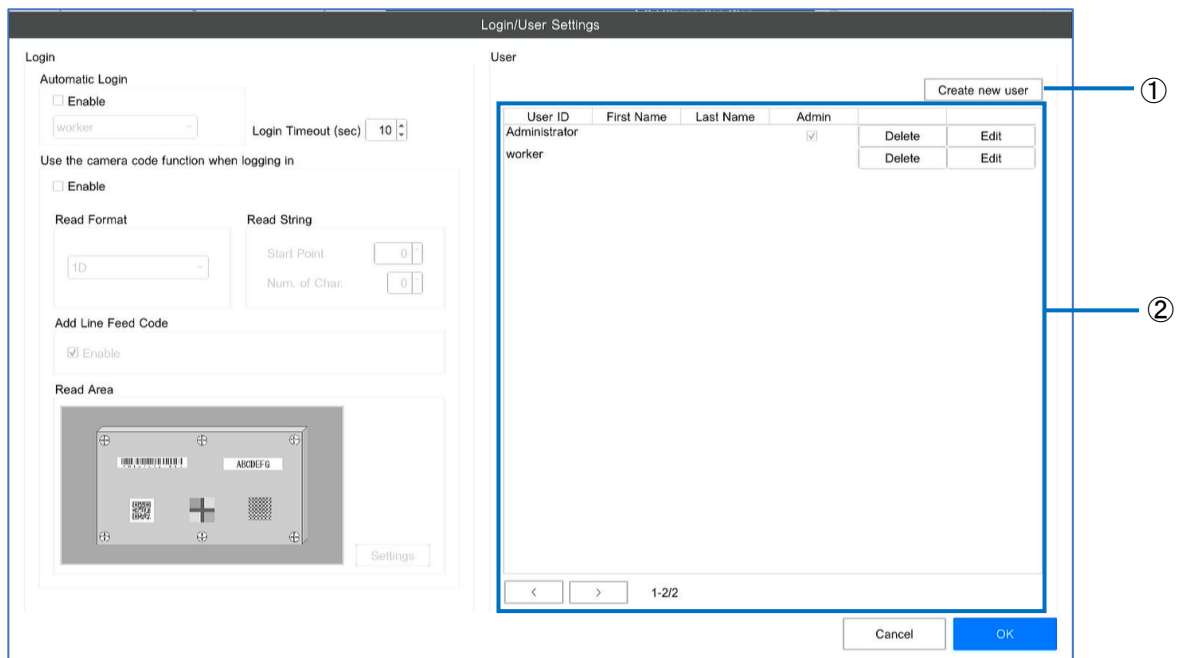 Login/User Settings
Login
Automatic Login
Enable
worker
Login Timeout (sec) 10
Use the camera code function when logging in
Enable
Read Format
1D
Read String
Start Point 0
Num. of Char. 0
Add Line Feed Code
Enable
Read Area
ABCDEFG
Settings
User
Create new user
①
User ID First Name Last Name Admin
Administrator Delete Edit
worker Delete Edit
②
< > 1-2/2
Cancel OK